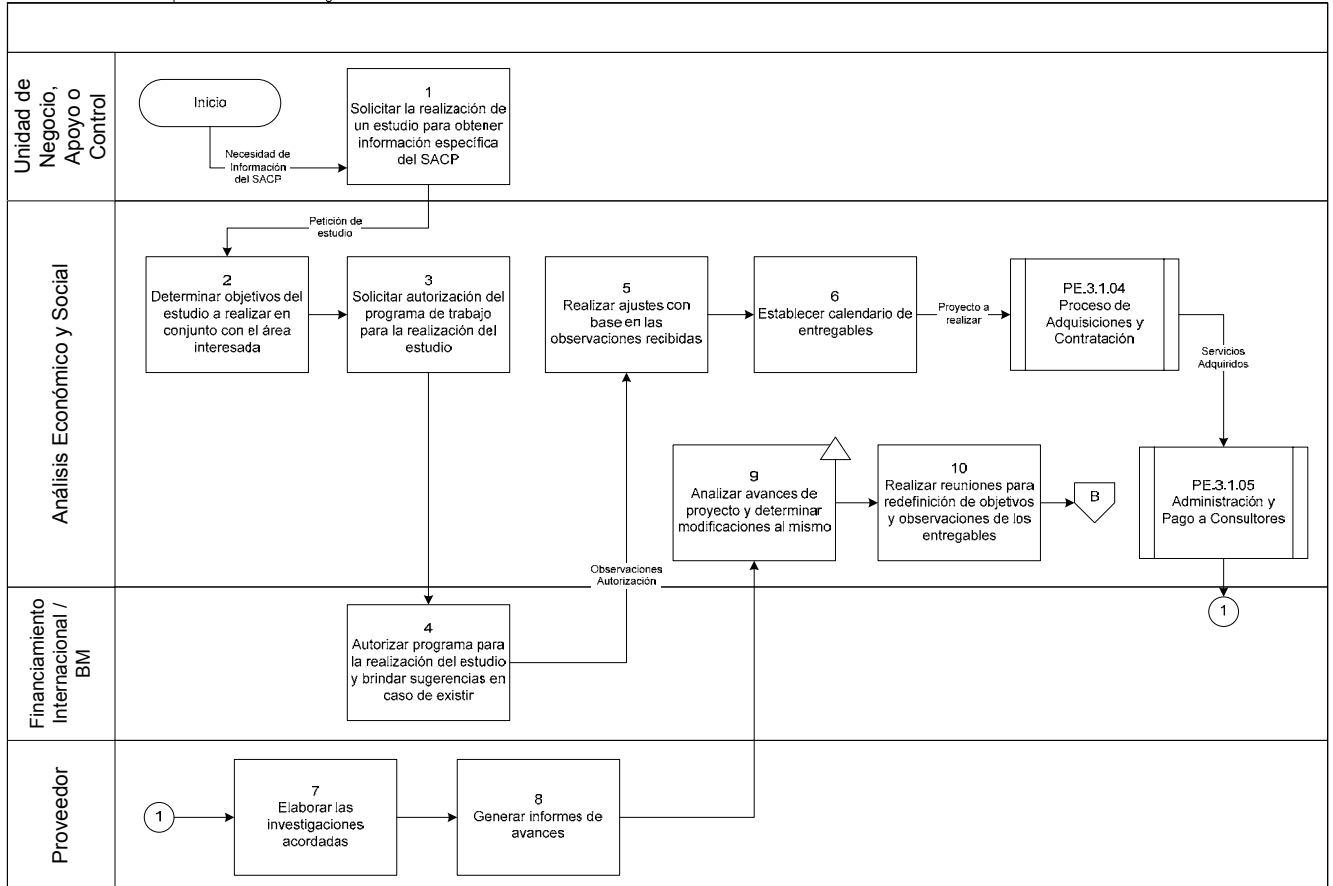 Unidad de
Negocio,
Apoyo o
Control
Inicio
Necesidad de
Información
del SACP
1
Solicitar la realización de
un estudio para obtener
información específica
del SACP
Análisis Económico y Social
Petición de
estudio
2
Determinar objetivos del
estudio a realizar en
conjunto con el área
interesada
3
Solicitar autorización del
programa de trabajo
para la realización del
estudio
5
Realizar ajustes con
base en las
observaciones recibidas
6
Establecer calendario de
entregables
Proyecto a
realizar
PE.3.1.04
Proceso de
Adquisiciones y
Contratación
Servicios
Adquiridos
9
Analizar avances de
proyecto y determinar
modificaciones al mismo
10
Realizar reuniones para
redefinición de objetivos
y observaciones de los
entregables
B
PE.3.1.05
Administración y
Pago a Consultores
Observaciones
Autorización
1
Financiamiento
Internacional /
BM
4
Autorizar programa para
la realización del estudio
y brindar sugerencias en
caso de existir
Proveedor
1
7
Elaborar las
investigaciones
acordadas
8
Generar informes de
avances